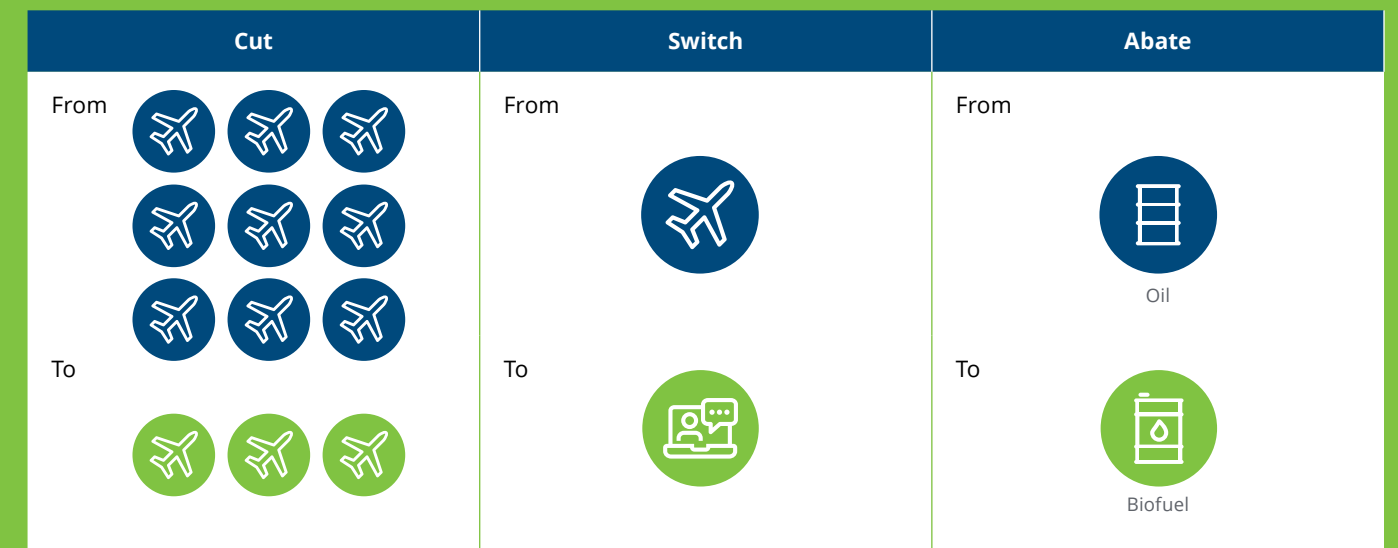 Cut
Switch
Abate
From
From
From
Oil
To
To
To
Biofuel